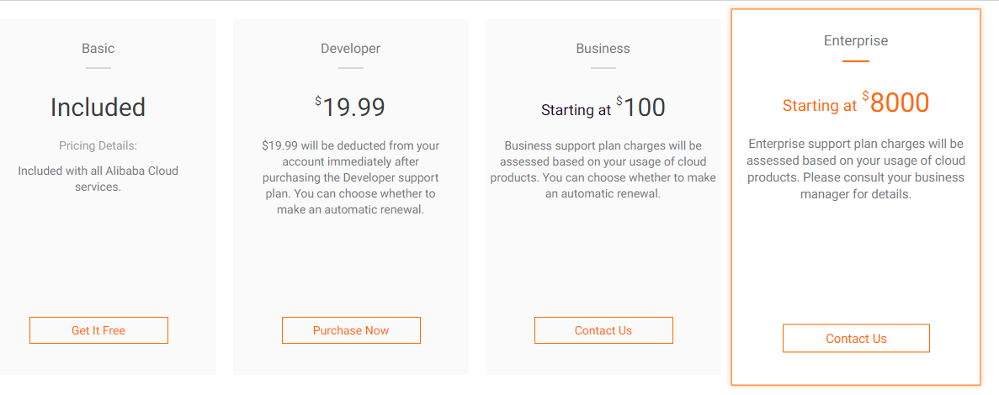 Basic
Included
Pricing Details:
Included with all Alibaba Cloud
services.
Get It Free
Developer
$19.99
$19.99 will be deducted from your
account immediately after
purchasing the Developer support
plan. You can choose whether to
make an automatic renewal.
Purchase Now
Business
Starting at $100
Business support plan charges will be
assessed based on your usage of cloud
products. You can choose whether to make
an automatic renewal.
Contact Us
Enterprise
Starting at $8000
Enterprise support plan charges will be
assessed based on your usage of cloud
products. Please consult your business
manager for details.
Contact Us